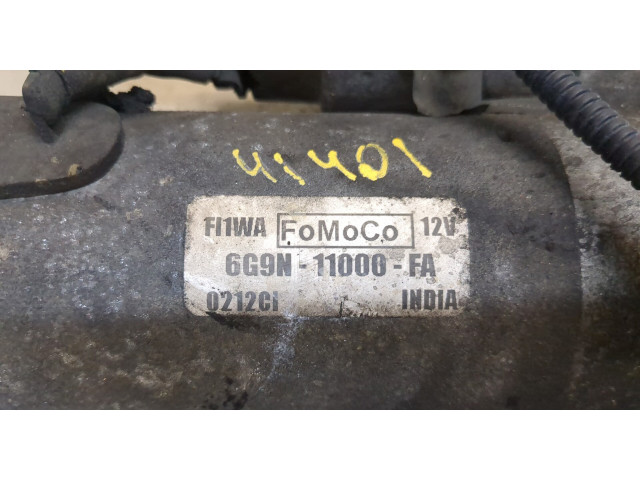 41401
FI1WA FoMoCo 12V
6G9N - 11000 - FA
0212CI INDIA